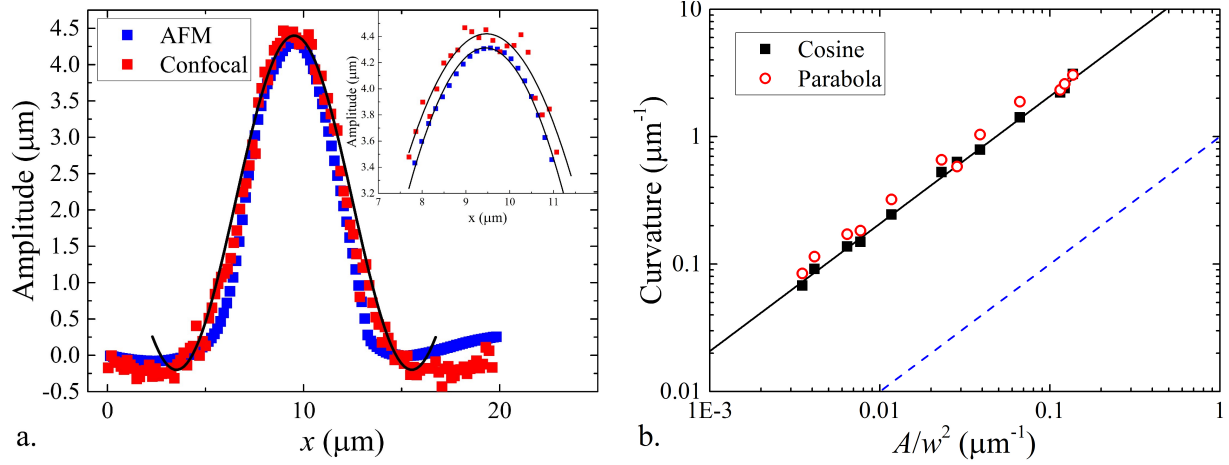 4.5
4.0
3.5
3.0
2.5
2.0
1.5
1.0
0.5
0.0
-0.5
Amplitude (μm)
AFM
Confocal
4.4
4.2
4.0
3.8
3.6
3.4
3.2
Amplitude (μm)
7 8 9 10 11
x (μm)
0 10 20
x (μm)
a.
10
1
0.1
0.01
Curvature (μm⁻¹)
Cosine
Parabola
1E-3 0.01 0.1 1
A/w² (μm⁻¹)
b.